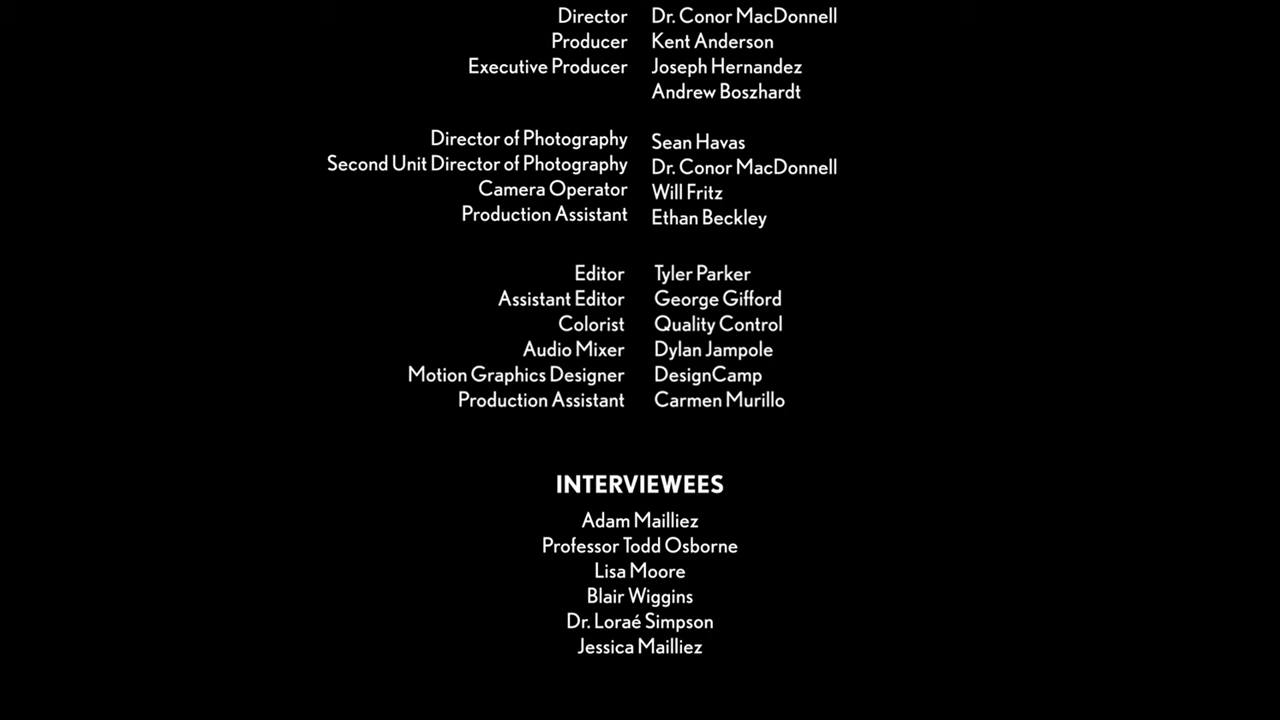 Director Dr. Conor MacDonnell
Producer Kent Anderson
Executive Producer Joseph Hernandez
Andrew Boszhardt
Director of Photography Sean Havas
Second Unit Director of Photography Dr. Conor MacDonnell
Camera Operator Will Fritz
Production Assistant Ethan Beckley
Editor Tyler Parker
Assistant Editor George Gifford
Colorist Quality Control
Audio Mixer Dylan Jampole
Motion Graphics Designer DesignCamp
Production Assistant Carmen Murillo
INTERVIEWEES
Adam Mailliez
Professor Todd Osborne
Lisa Moore
Blair Wiggins
Dr. Loraé Simpson
Jessica Mailliez